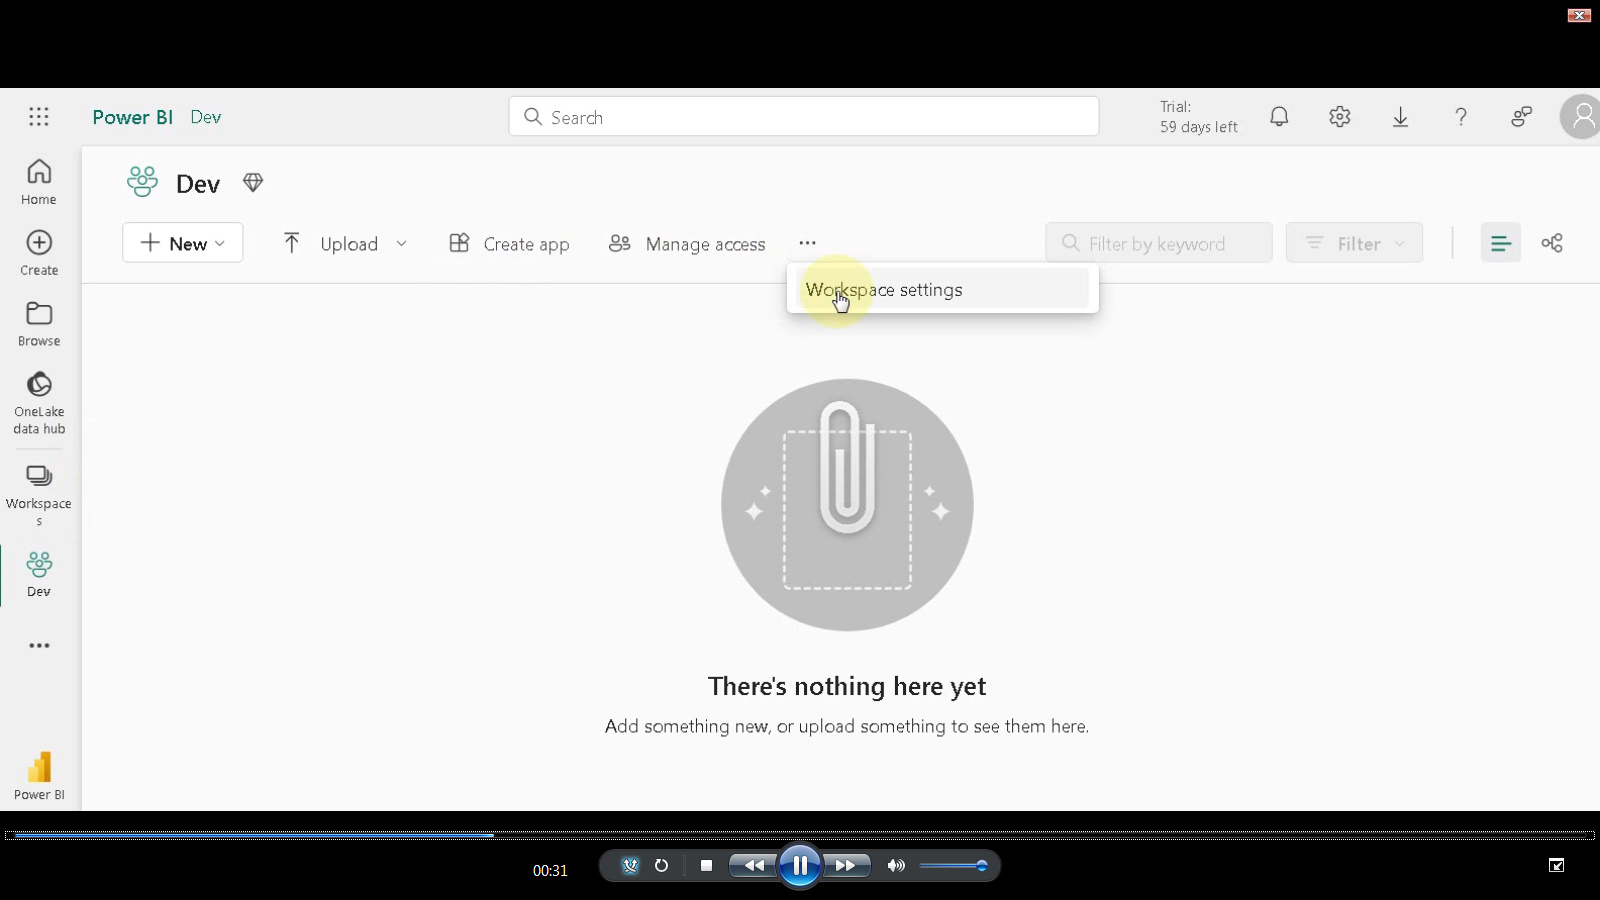 Power BI Dev
Search
Trial:
59 days left
Home
Create
Browse
OneLake
data hub
Workspace
s
Dev
Power BI
Dev
New
Upload
Create app
Manage access
Filter by keyword
Filter
Workspace settings
There's nothing here yet
Add something new, or upload something to see them here.
00:31